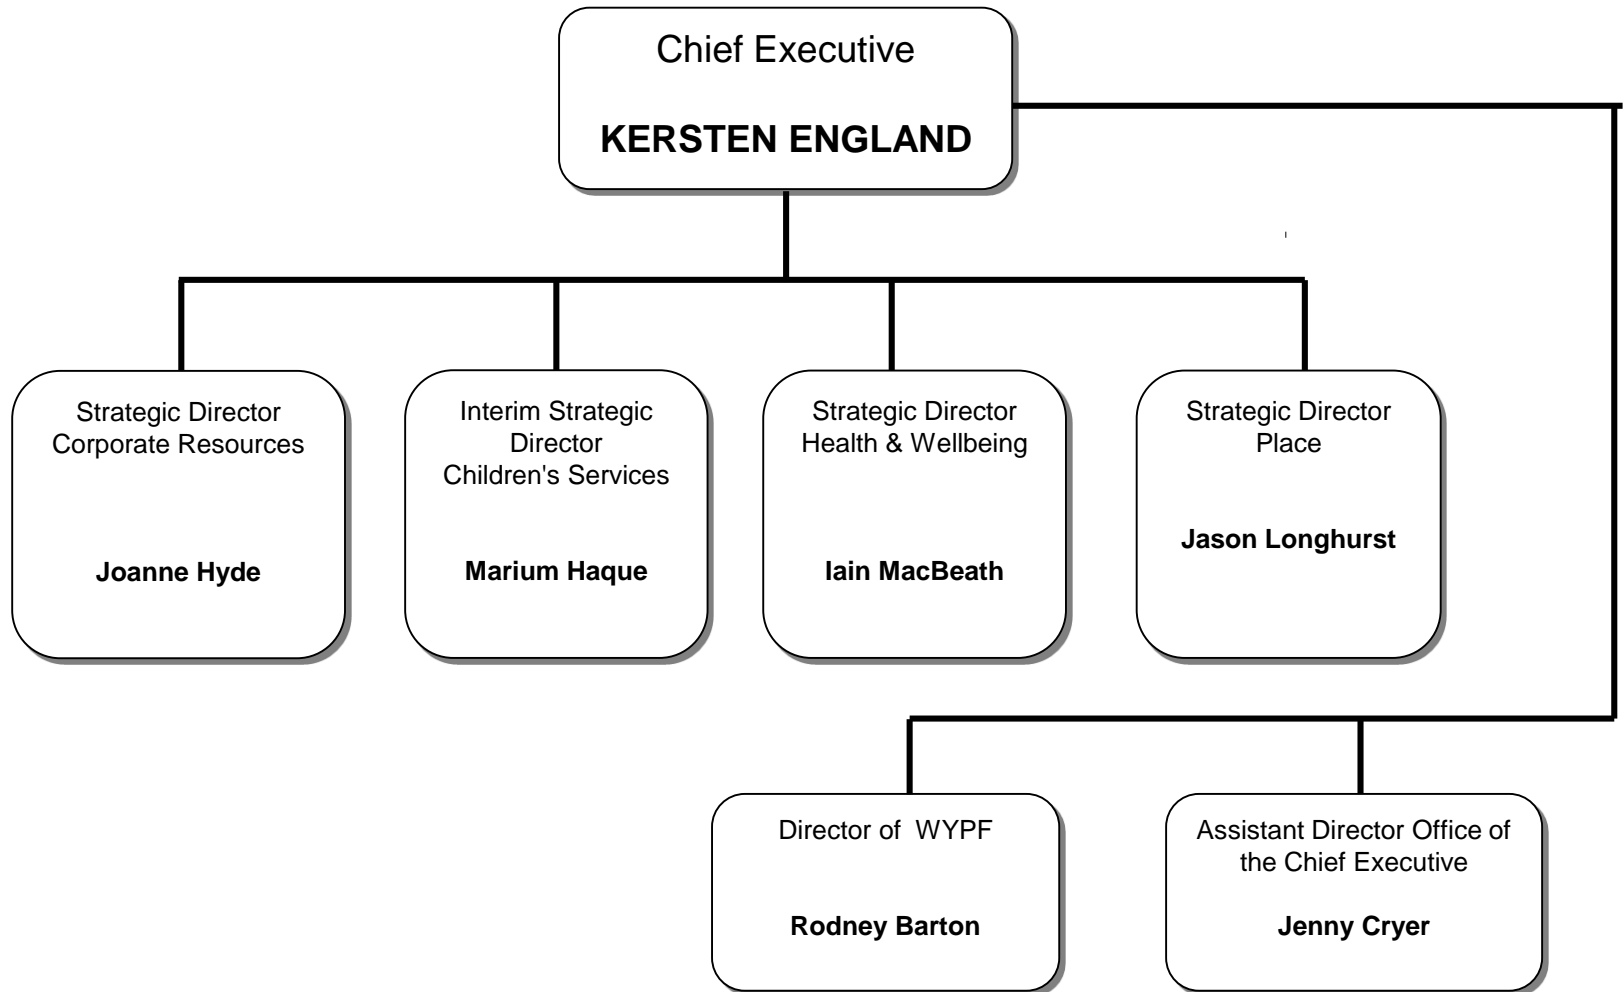 Chief Executive
KERSTEN ENGLAND
Strategic Director
Corporate Resources
Joanne Hyde
Interim Strategic
Director
Children's Services
Marium Haque
Strategic Director
Health & Wellbeing
Iain MacBeath
Strategic Director
Place
Jason Longhurst
Director of  WYPF
Rodney Barton
Assistant Director Office of
the Chief Executive
Jenny Cryer